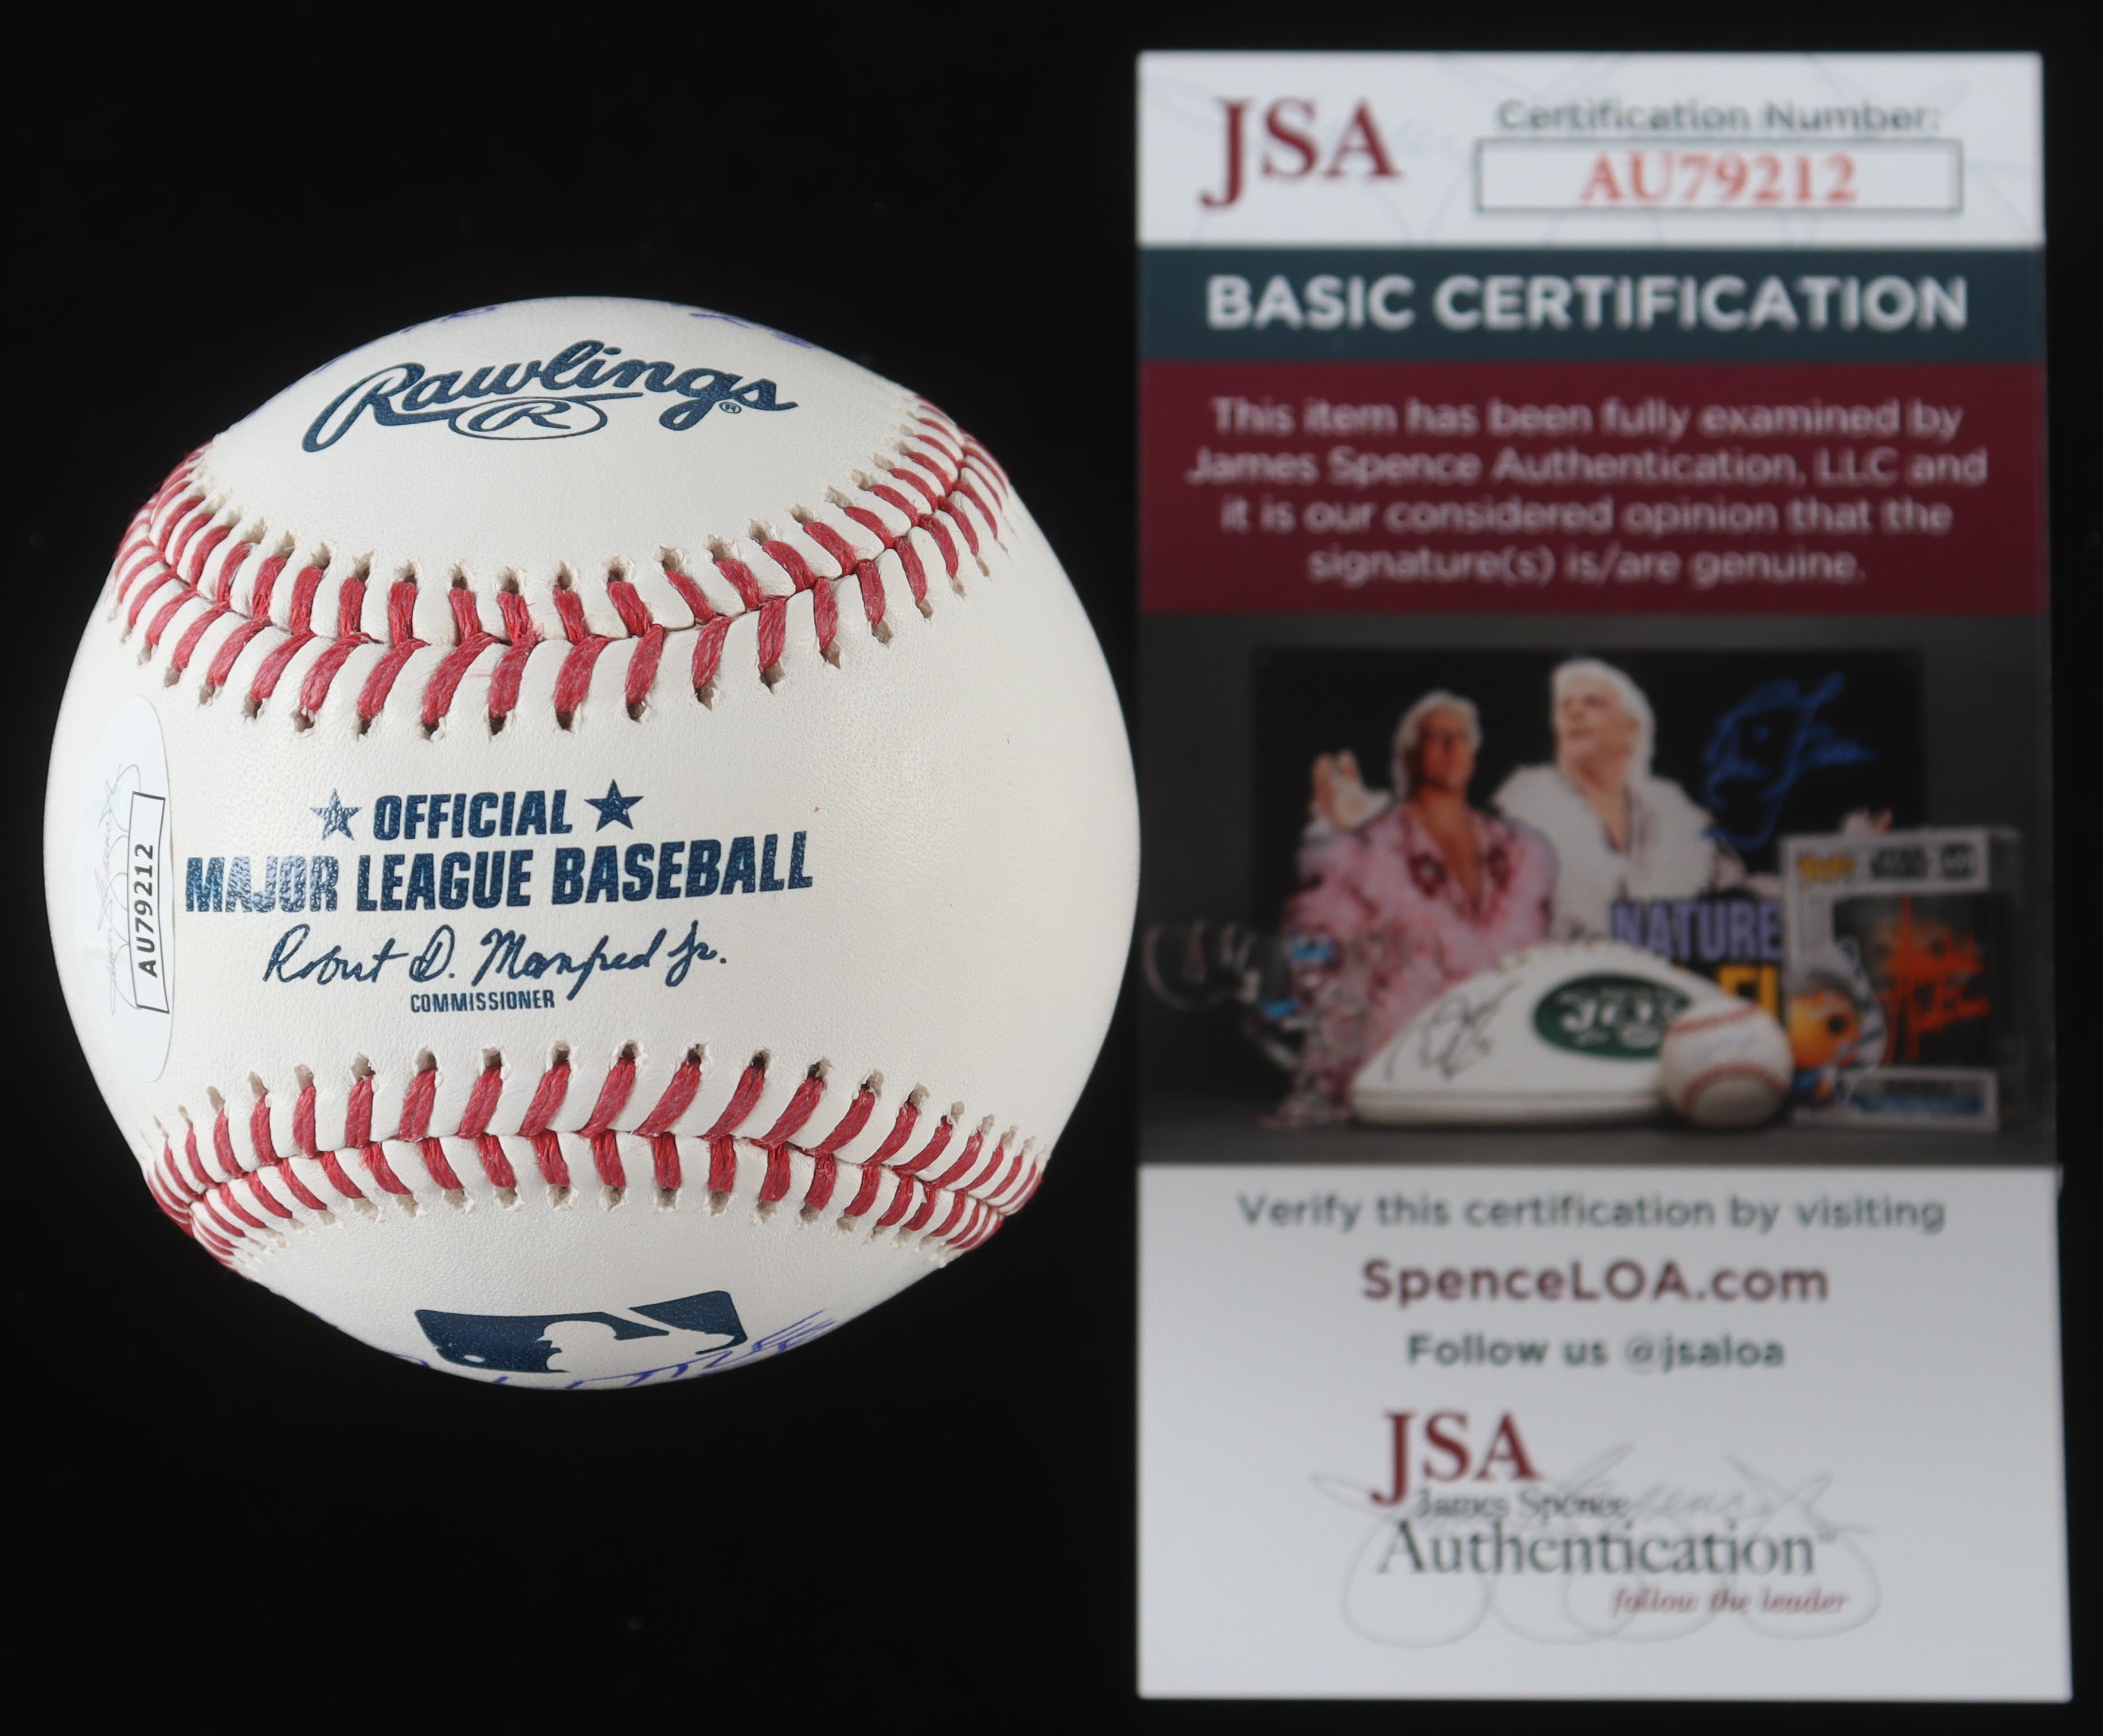 Rawlings ®
R
★ OFFICIAL ★
MAJOR LEAGUE BASEBALL
Robert D. Manfred Jr.
COMMISSIONER
AU79212
JSA
Certification Number:
AU79212
BASIC CERTIFICATION
This item has been fully examined by
James Spence Authentication, LLC and
it is our considered opinion that the
signature(s) is/are genuine.
NATURE
JETS
Verify this certification by visiting
SpenceLOA.com
Follow us @jsaloa
JSA
James Spence
Authentication
follow the leader